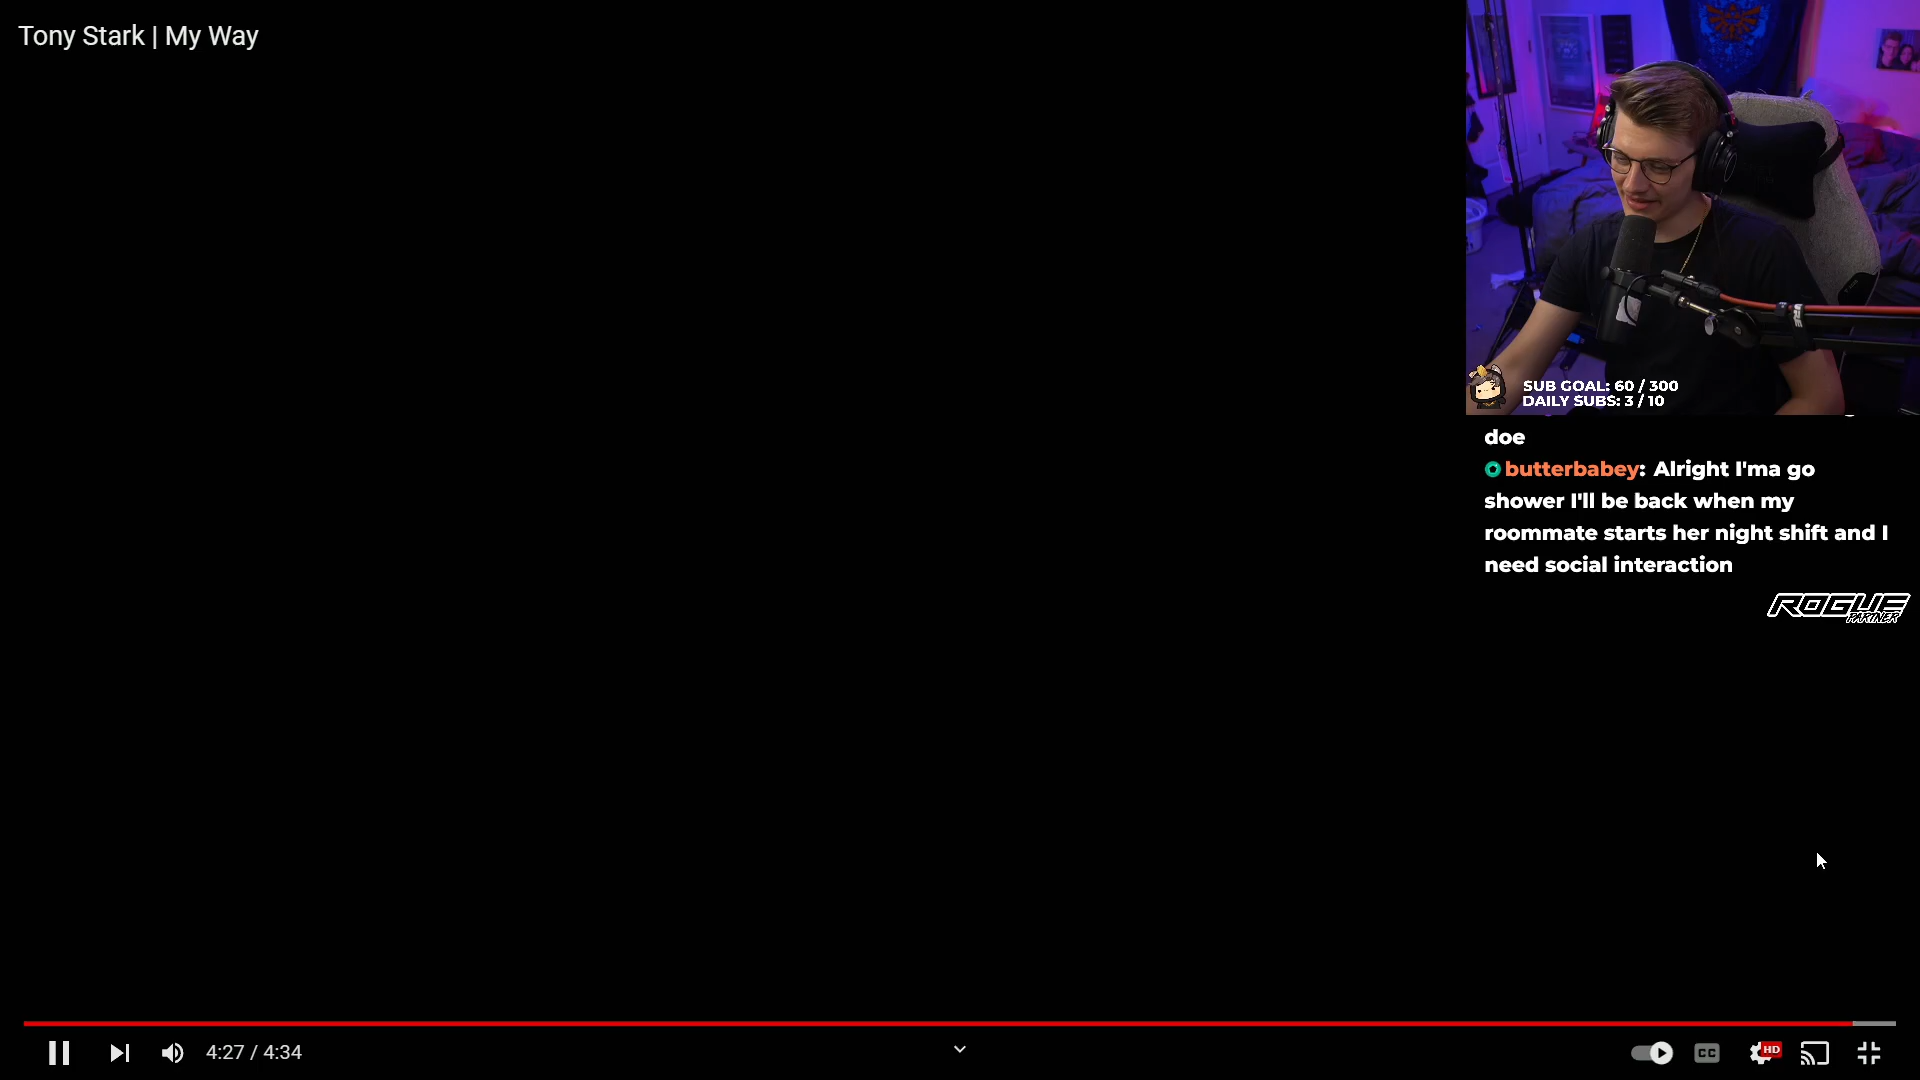 Tony Stark | My Way
SUB GOAL: 60 / 300
DAILY SUBS: 3 / 10
doe
butterbabey: Alright I'ma go
shower I'll be back when my
roommate starts her night shift and I
need social interaction
ROGUE
PARTNER
4:27 / 4:34
CC
HD